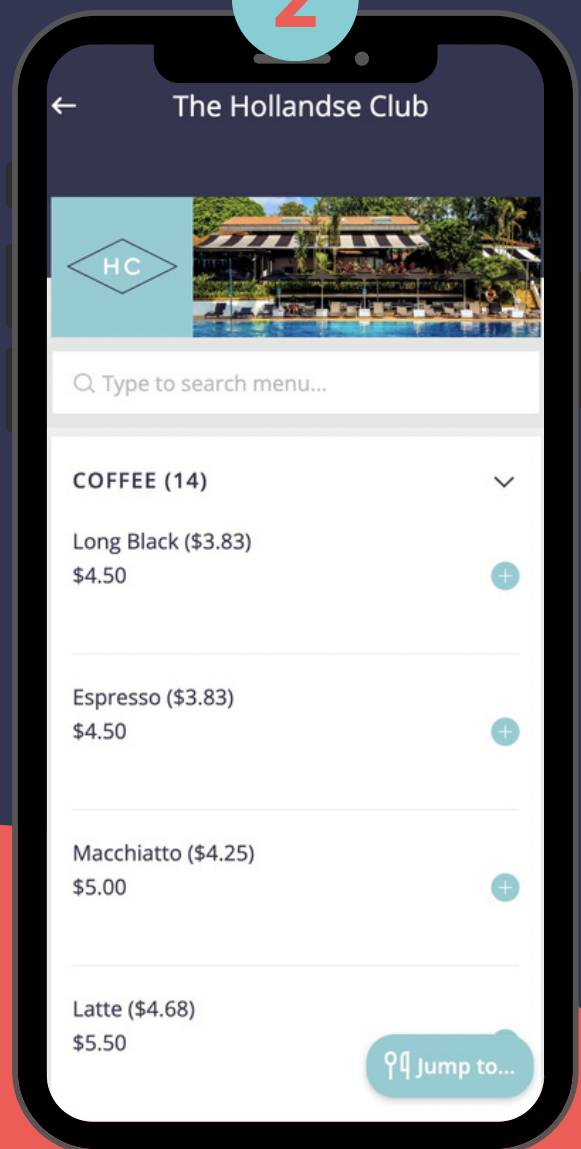 2
The Hollandse Club
HC
Type to search menu...
COFFEE (14)
Long Black ($3.83)
$4.50
Espresso ($3.83)
$4.50
Macchiatto ($4.25)
$5.00
Latte ($4.68)
$5.50
Jump to...